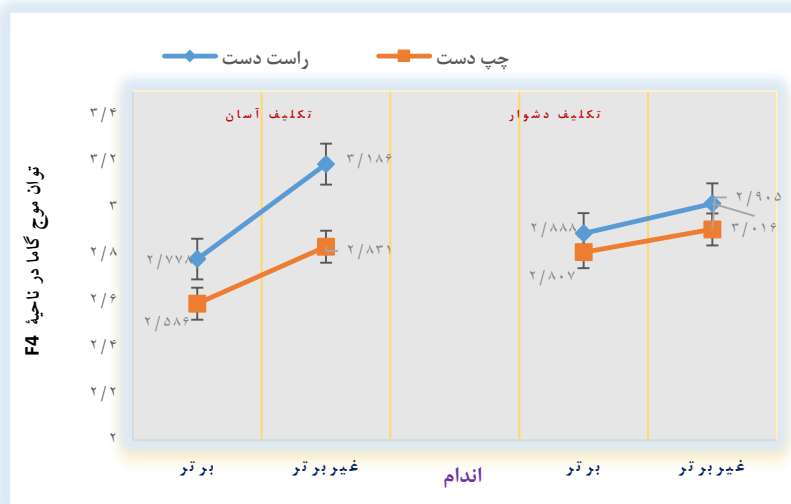 راست دست
چپ دست
تکلیف آسان
تکلیف دشوار
توان موج گاما در ناحیۀ F4
۳/۴
۳/۲
۳
۲/۸
۲/۶
۲/۴
۲/۲
۲
۲/۷۷۸
۳/۱۸۶
۲/۵۸۶
۲/۸۳۱
۲/۸۸۸
۲/۹۰۵
۲/۸۰۷
۳/۰۱۶
برتر
غیربرتر
برتر
غیربرتر
اندام